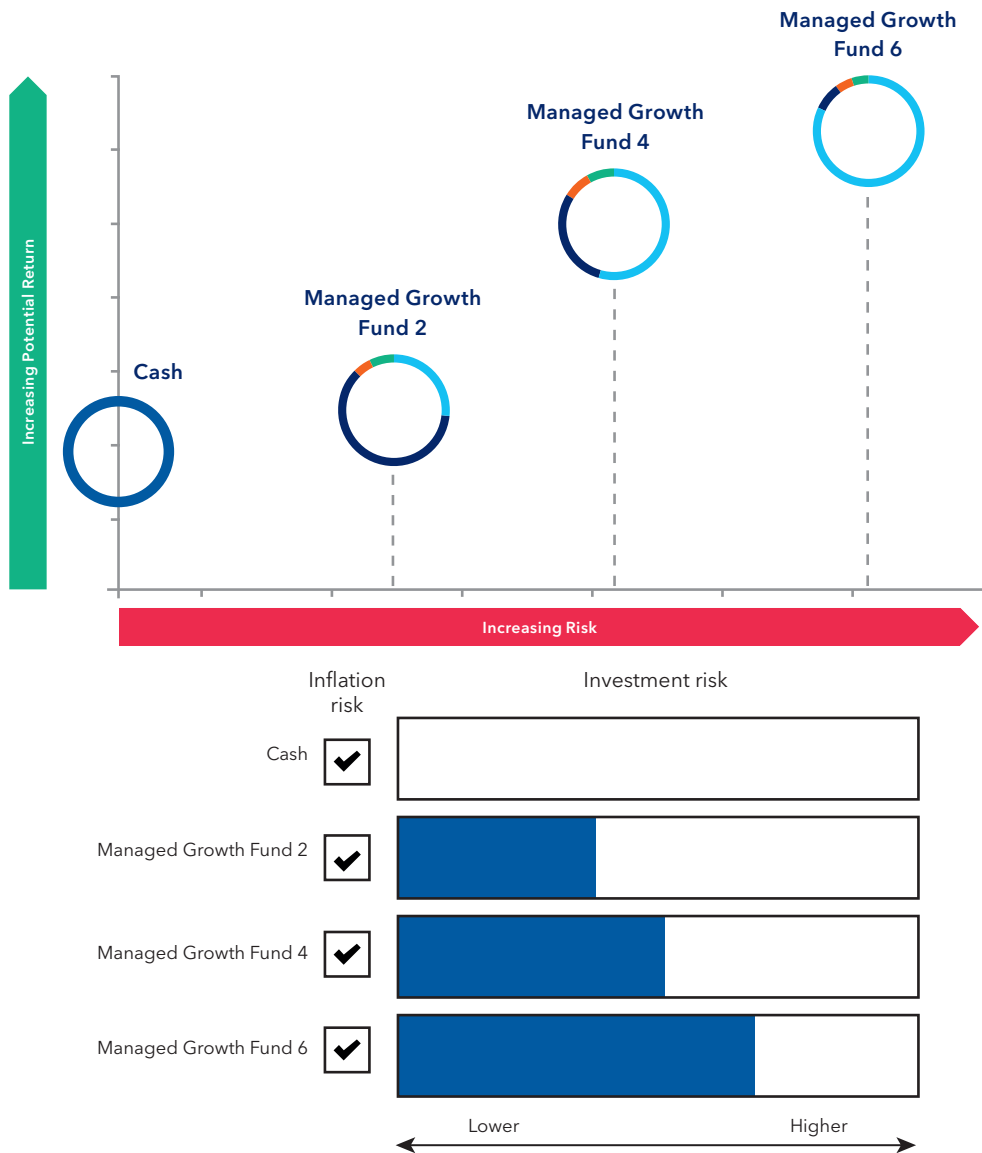 Managed Growth
Fund 6
Managed Growth
Fund 4
Managed Growth
Fund 2
Cash
Increasing Potential Return
Increasing Risk
Inflation
risk
Investment risk
Cash
Managed Growth Fund 2
Managed Growth Fund 4
Managed Growth Fund 6
Lower
Higher